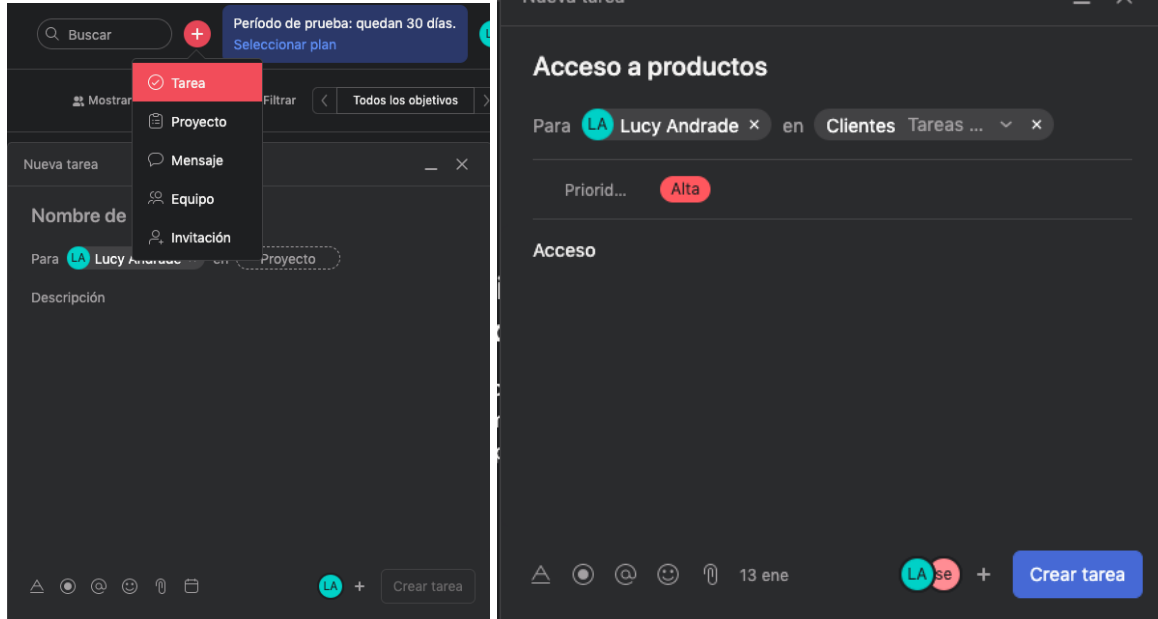 Buscar
+
Período de prueba: quedan 30 días.
Seleccionar plan
Mostrar
Filtrar
<
Todos los objetivos
>
Tarea
Proyecto
Mensaje
Equipo
Invitación
Nueva tarea
Nombre de
Para LA Lucy Andrade × en Proyecto
Descripción
LA + Crear tarea
Nueva tarea
Acceso a productos
Para LA Lucy Andrade × en Clientes Tareas ... ×
Priorid... Alta
Acceso
13 ene LA se + Crear tarea